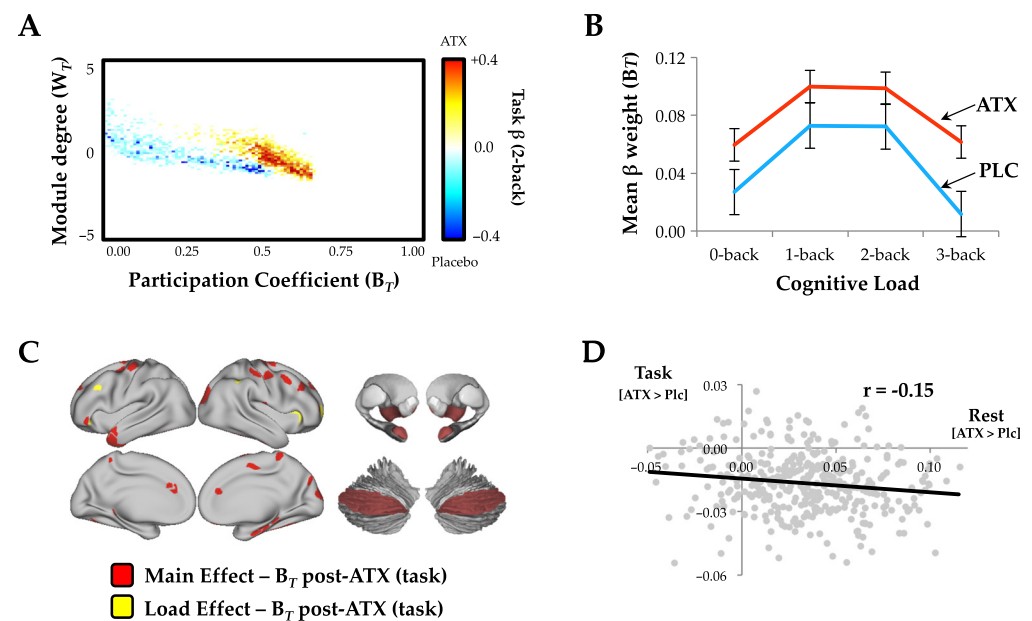 A
ATX
5
0
−5
Module degree (WT)
0.00 0.25 0.5 0.75 1.00
Participation Coefficient (BT)
+0.4
0.0
−0.4
Task β (2-back)
Placebo
B
0.12
0.08
0.04
0.00
Mean β weight (BT)
ATX
PLC
0-back 1-back 2-back 3-back
Cognitive Load
C
Main Effect – BT post-ATX (task)
Load Effect – BT post-ATX (task)
D
Task
[ATX > Plc]
0.03
r = -0.15
Rest
[ATX > Plc]
0.00
−0.05 0.00 0.05 0.10
−0.03
−0.06